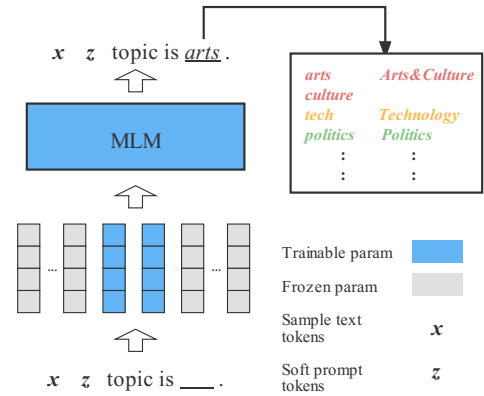 x z topic is arts .
arts Arts&Culture
culture
tech Technology
politics Politics
: :
: :
MLM
... ...
Trainable param
Frozen param
Sample text
tokens x
Soft prompt
tokens z
x z topic is ___ .